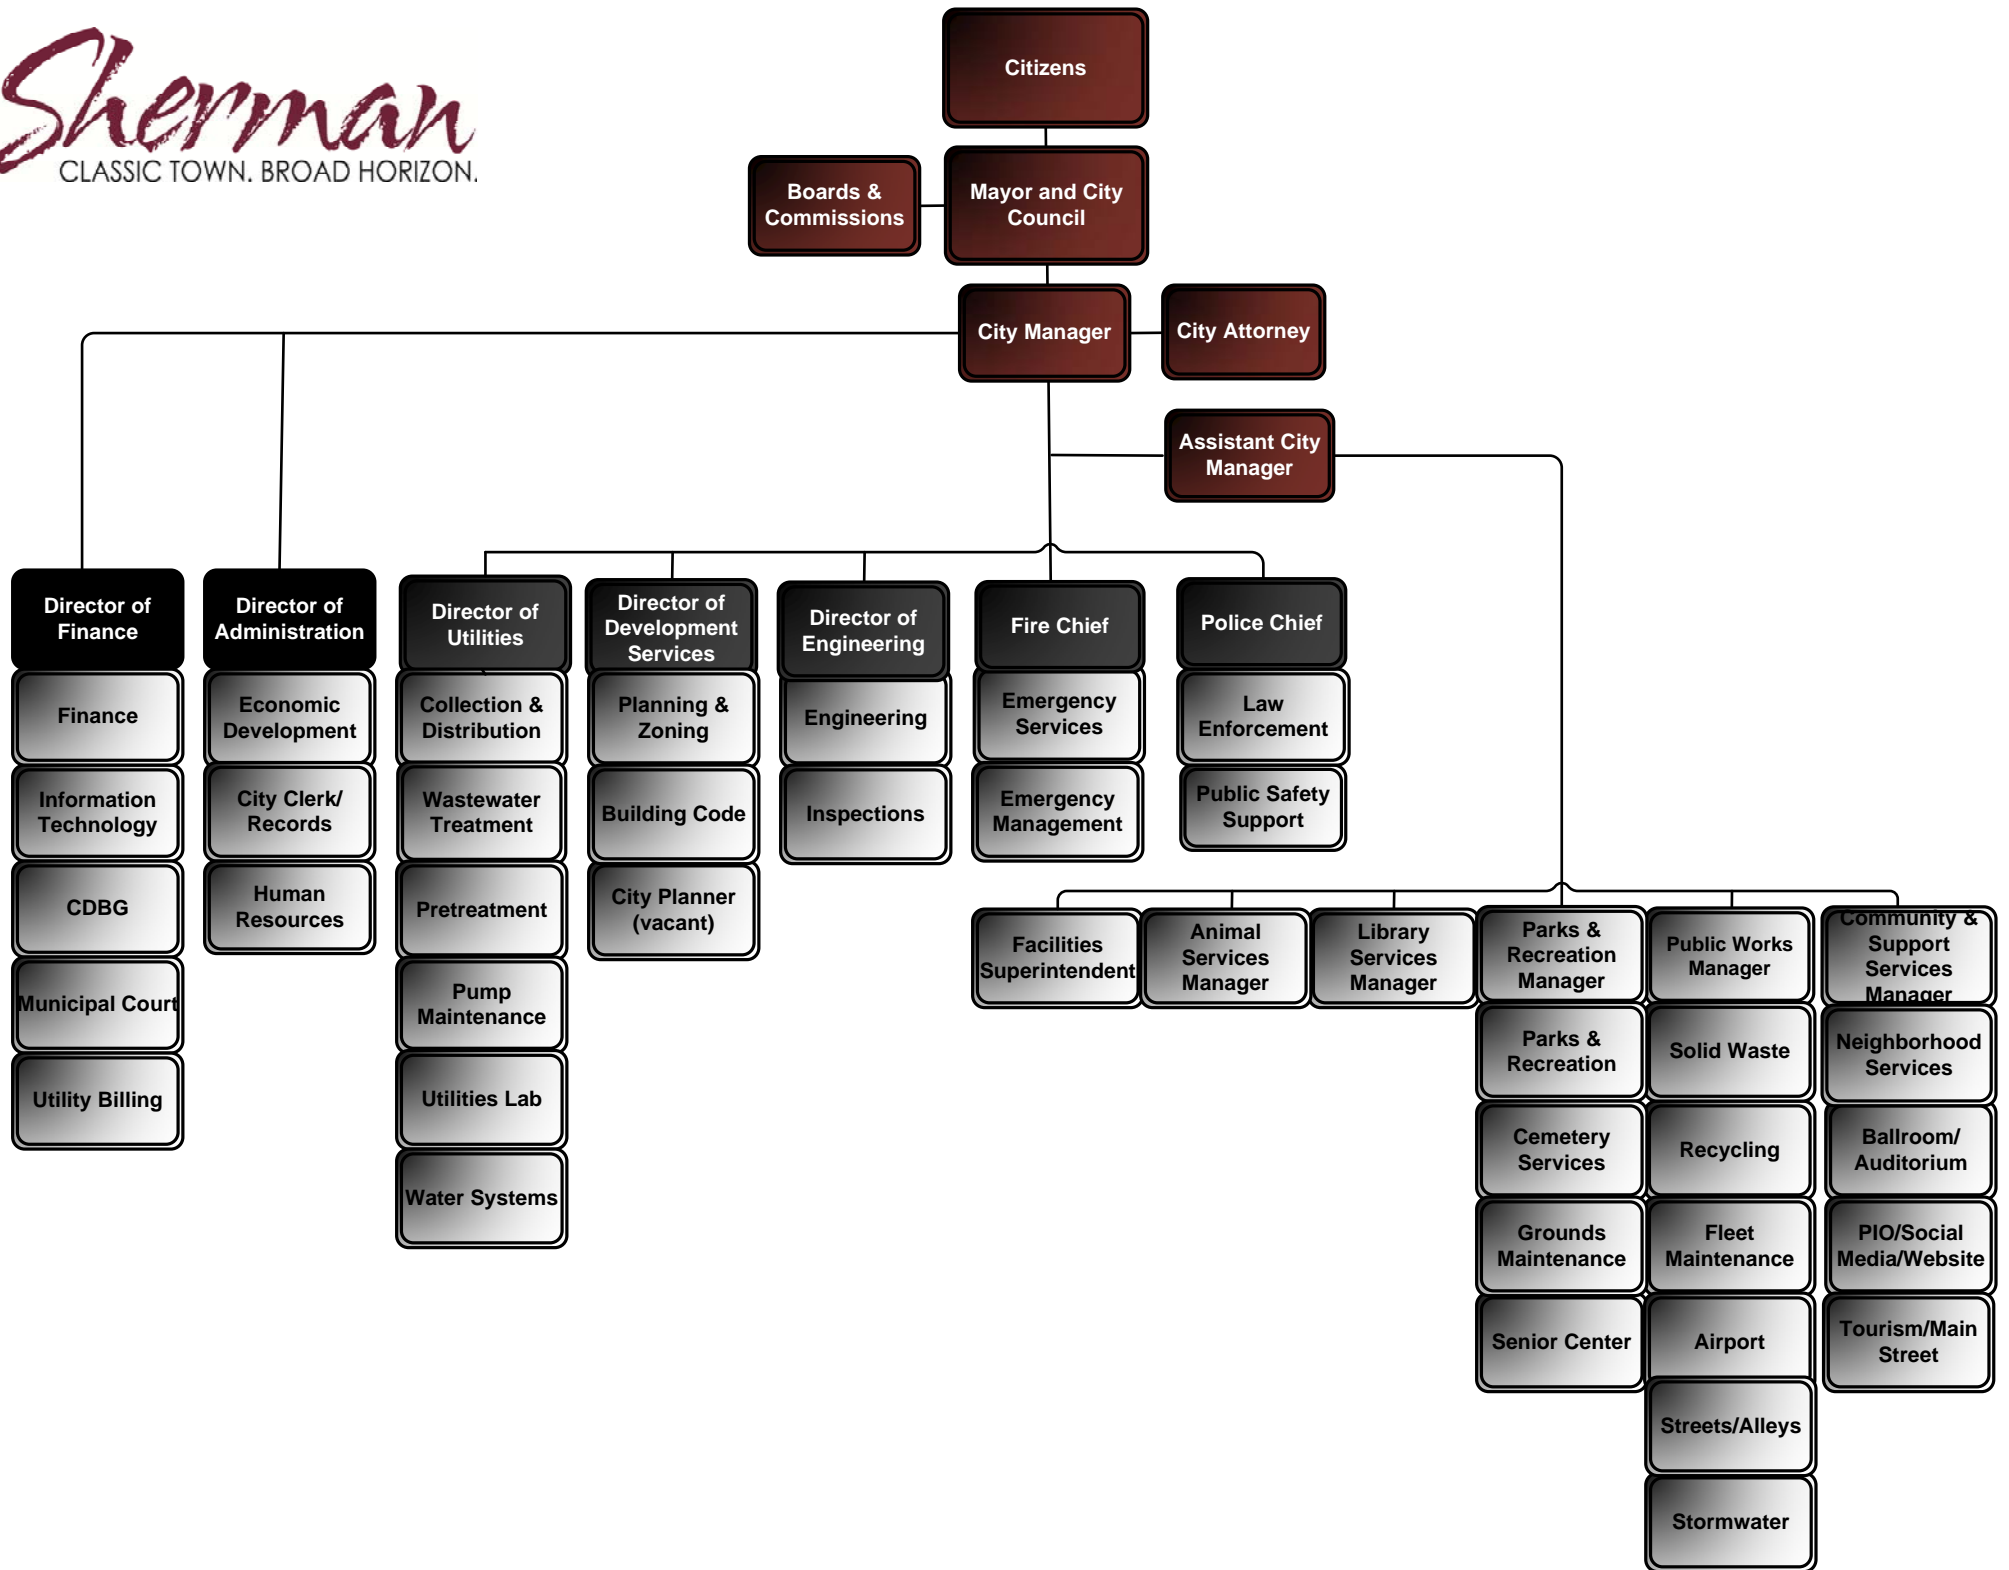 Sherman
CLASSIC TOWN. BROAD HORIZON.
Citizens
Boards &
Commissions
Mayor and City
Council
City Manager
City Attorney
Assistant City
Manager
Director of
Finance
Finance
Information
Technology
CDBG
Municipal Court
Utility Billing
Director of
Administration
Economic
Development
City Clerk/
Records
Human
Resources
Director of
Utilities
Collection &
Distribution
Wastewater
Treatment
Pretreatment
Pump
Maintenance
Utilities Lab
Water Systems
Director of
Development
Services
Planning &
Zoning
Building Code
City Planner
(vacant)
Director of
Engineering
Engineering
Inspections
Fire Chief
Emergency
Services
Emergency
Management
Police Chief
Law
Enforcement
Public Safety
Support
Facilities
Superintendent
Animal
Services
Manager
Library
Services
Manager
Parks &
Recreation
Manager
Parks &
Recreation
Cemetery
Services
Grounds
Maintenance
Senior Center
Public Works
Manager
Solid Waste
Recycling
Fleet
Maintenance
Airport
Streets/Alleys
Stormwater
Community &
Support
Services
Manager
Neighborhood
Services
Ballroom/
Auditorium
PIO/Social
Media/Website
Tourism/Main
Street